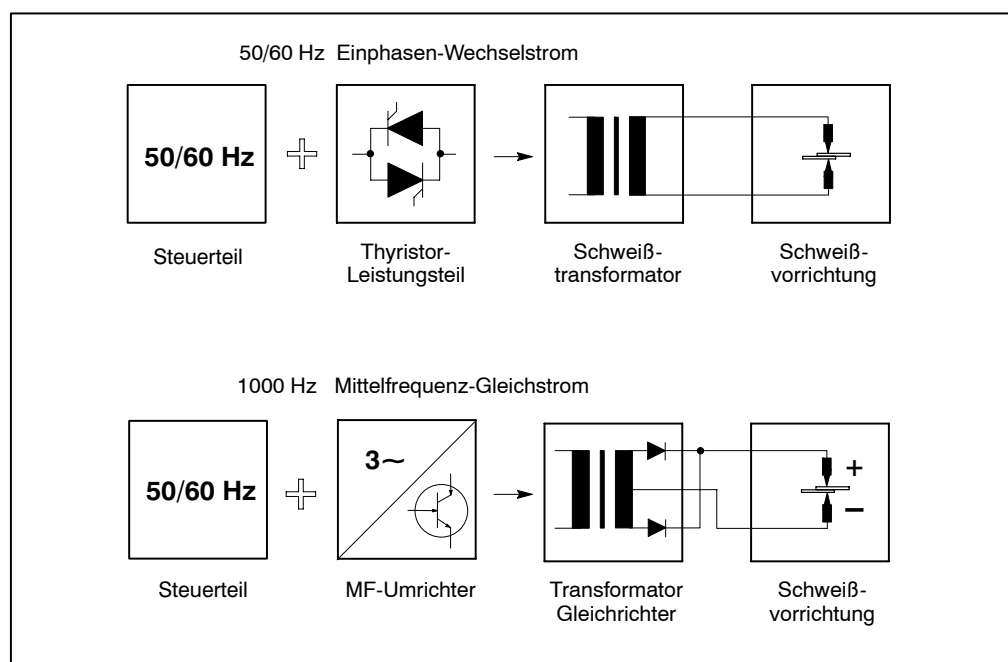 50/60 Hz Einphasen-Wechselstrom
50/60 Hz
Steuerteil
Thyristor-
Leistungsteil
Schweiß-
transformator
Schweiß-
vorrichtung
1000 Hz Mittelfrequenz-Gleichstrom
50/60 Hz
3~
+
−
Steuerteil
MF-Umrichter
Transformator
Gleichrichter
Schweiß-
vorrichtung